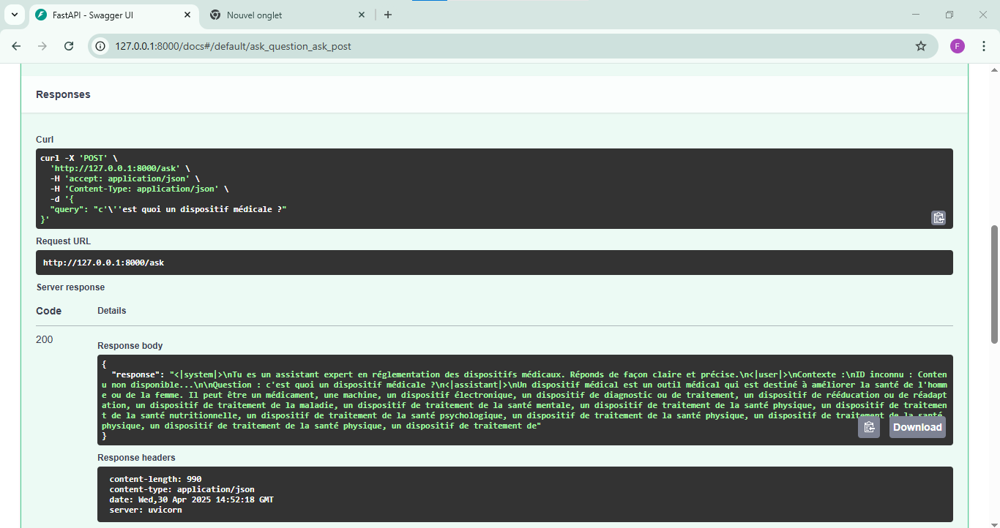 FastAPI - Swagger UI
Nouvel onglet
127.0.0.1:8000/docs#/default/ask_question_ask_post
F
Responses
Curl
curl -X 'POST' \
'http://127.0.0.1:8000/ask' \
-H 'accept: application/json' \
-H 'Content-Type: application/json' \
-d '{
"query": "c'\''est quoi un dispositif médicale ?"
}'
Request URL
http://127.0.0.1:8000/ask
Server response
Code Details
200
Response body
{
"response": "<|system|>\nTu es un assistant expert en réglementation des dispositifs médicaux. Réponds de façon claire et précise.\n<|user|>\nContexte :\nID inconnu : Conten
u non disponible...\n\nQuestion : c'est quoi un dispositif médicale ?\n<|assistant|>\nUn dispositif médical est un outil médical qui est destiné à améliorer la santé de l'homm
e ou de la femme. Il peut être un médicament, une machine, un dispositif électronique, un dispositif de diagnostic ou de traitement, un dispositif de rééducation ou de réadapt
ation, un dispositif de traitement de la maladie, un dispositif de traitement de la santé mentale, un dispositif de traitement de la santé physique, un dispositif de traitemen
t de la santé nutritionnelle, un dispositif de traitement de la santé psychologique, un dispositif de traitement de la santé physique, un dispositif de traitement de la santé
physique, un dispositif de traitement de la santé physique, un dispositif de traitement de"
}
Download
Response headers
content-length: 990
content-type: application/json
date: Wed,30 Apr 2025 14:52:18 GMT
server: uvicorn